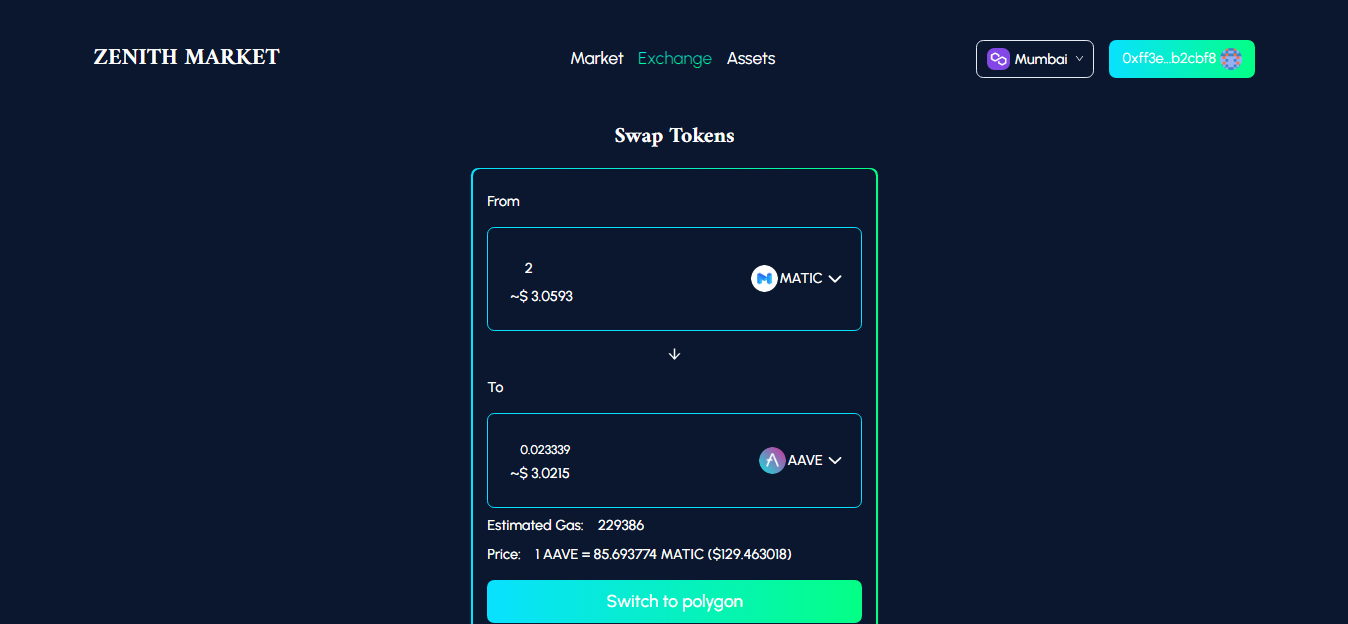 ZENITH MARKET
Market Exchange Assets
Mumbai
0xff3e...b2cbf8
Swap Tokens
From
2
MATIC
~$ 3.0593
To
0.023339
AAVE
~$ 3.0215
Estimated Gas: 229386
Price: 1 AAVE = 85.693774 MATIC ($129.463018)
Switch to polygon